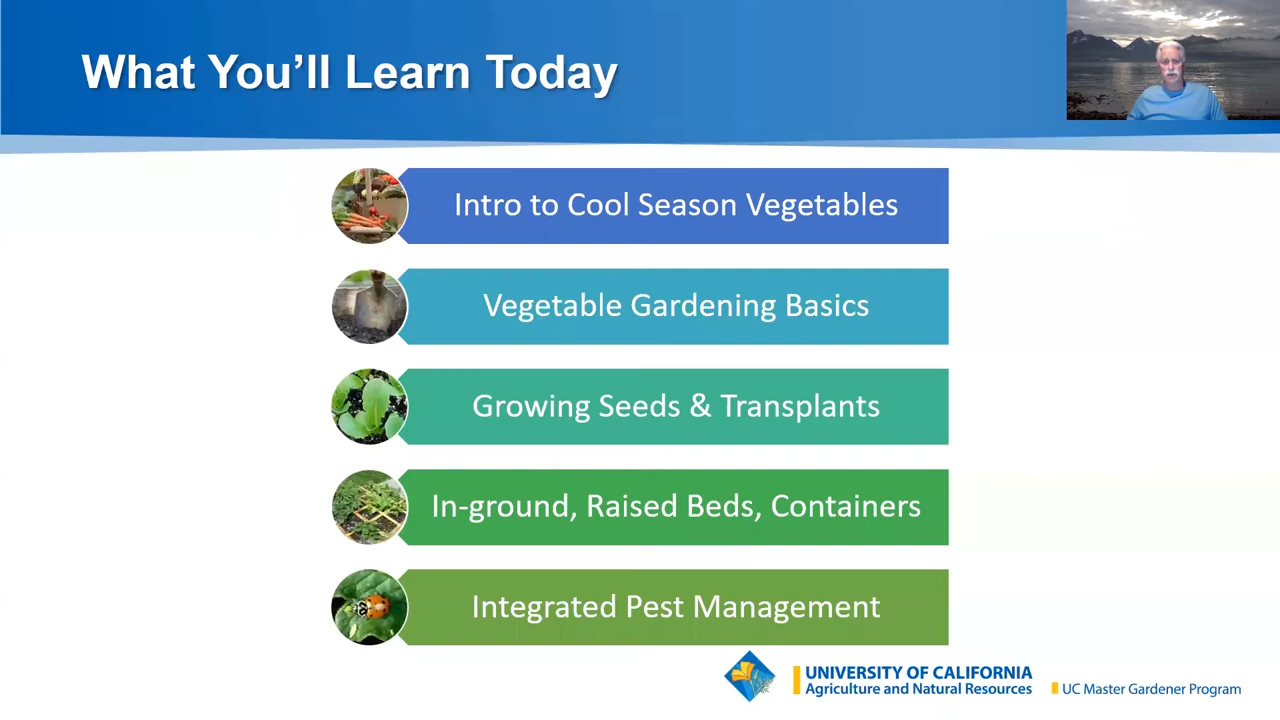 What You’ll Learn Today
Intro to Cool Season Vegetables
Vegetable Gardening Basics
Growing Seeds & Transplants
In-ground, Raised Beds, Containers
Integrated Pest Management
UNIVERSITY OF CALIFORNIA
Agriculture and Natural Resources
UC Master Gardener Program